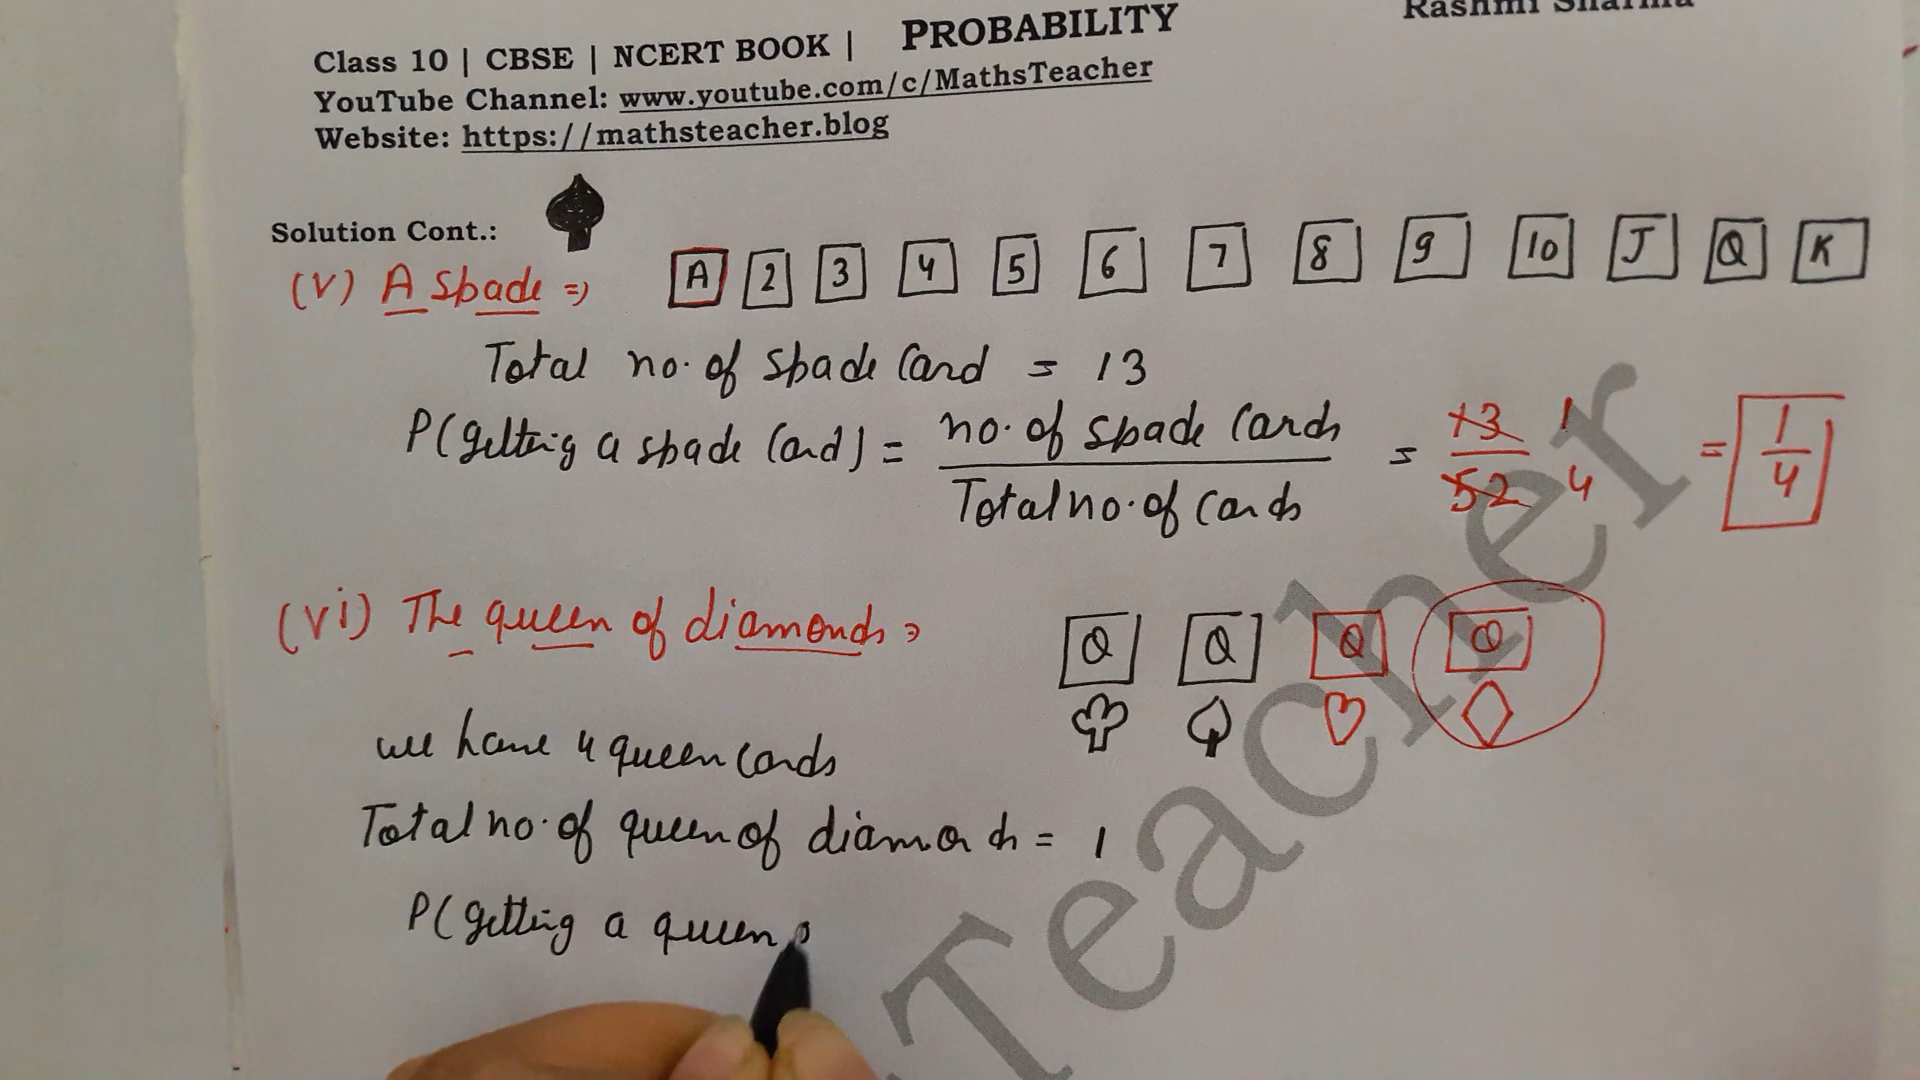 Rashmi Sharma
Class 10 | CBSE | NCERT BOOK | PROBABILITY
YouTube Channel: www.youtube.com/c/MathsTeacher
Website: https://mathsteacher.blog
Solution Cont.:
(v) A spade => A 2 3 4 5 6 7 8 9 10 J Q K
Total no. of spade Card = 13
P(getting a spade Card) = no. of spade Cards / Total no. of cards = 13/52 1/4 = 1/4
(vi) The queen of diamonds => Q Q Q Q
we have 4 queen cards
Total no. of queen of diamonds = 1
P(getting a queen o
Teacher